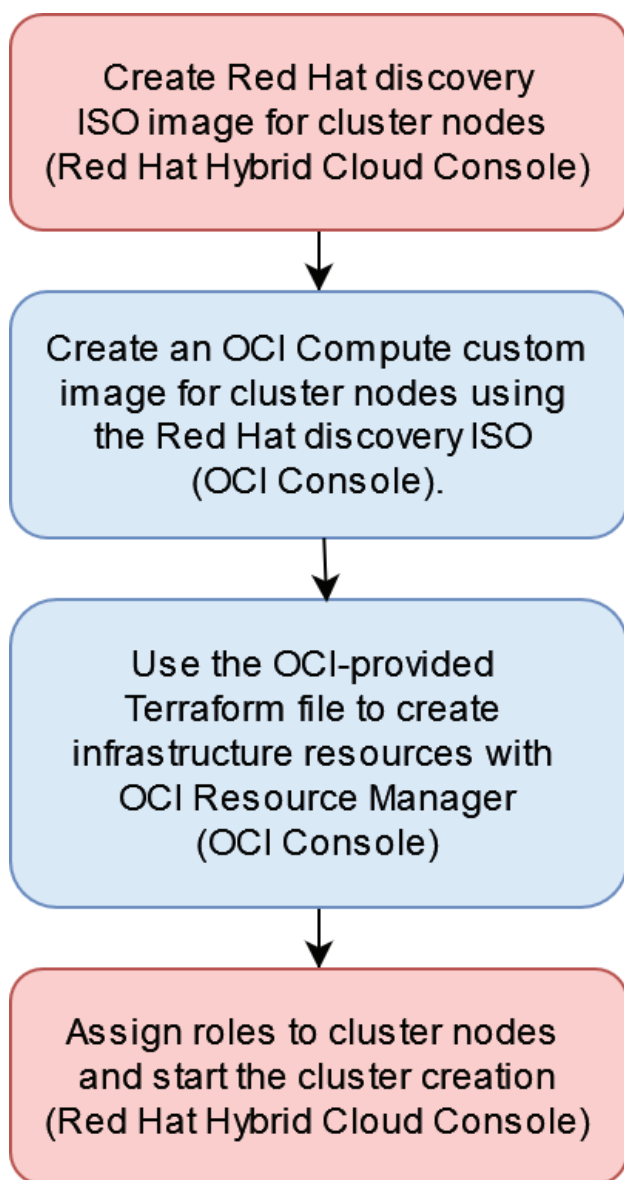 Create Red Hat discovery
ISO image for cluster nodes
(Red Hat Hybrid Cloud Console)
Create an OCI Compute custom
image for cluster nodes using
the Red Hat discovery ISO
(OCI Console).
Use the OCI-provided
Terraform file to create
infrastructure resources with
OCI Resource Manager
(OCI Console)
Assign roles to cluster nodes
and start the cluster creation
(Red Hat Hybrid Cloud Console)